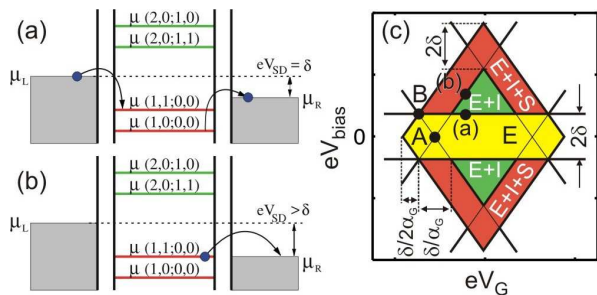 (a)
μ (2,0;1,0)
μ (2,0;1,1)
μL
eVSD = δ
μR
μ (1,1;0,0)
μ (1,0;0,0)
(b)
μ (2,0;1,0)
μ (2,0;1,1)
μL
eVSD > δ
μR
μ (1,1;0,0)
μ (1,0;0,0)
(c)
2δ
B
(b)
E+I
E+I+S
eVbias
0
A
(a)
E
2δ
E+I
E+I+S
δ/2αG
δ/αG
eVG